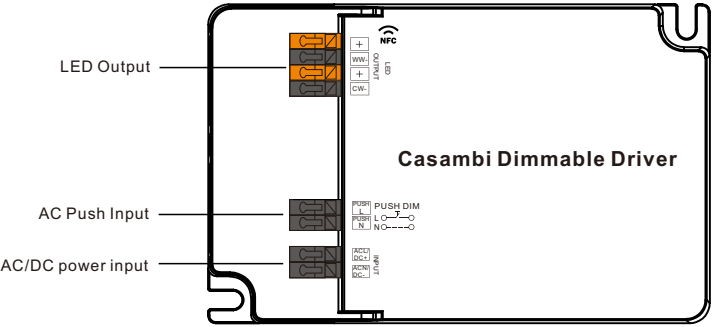 NFC
+
WW-
+
CW-
LED
OUTPUT
LED Output
Casambi Dimmable Driver
AC Push Input
PUSH
L
PUSH
N
PUSH DIM
L
N
AC/DC power input
ACL/
DC+
ACN/
DC-
INPUT